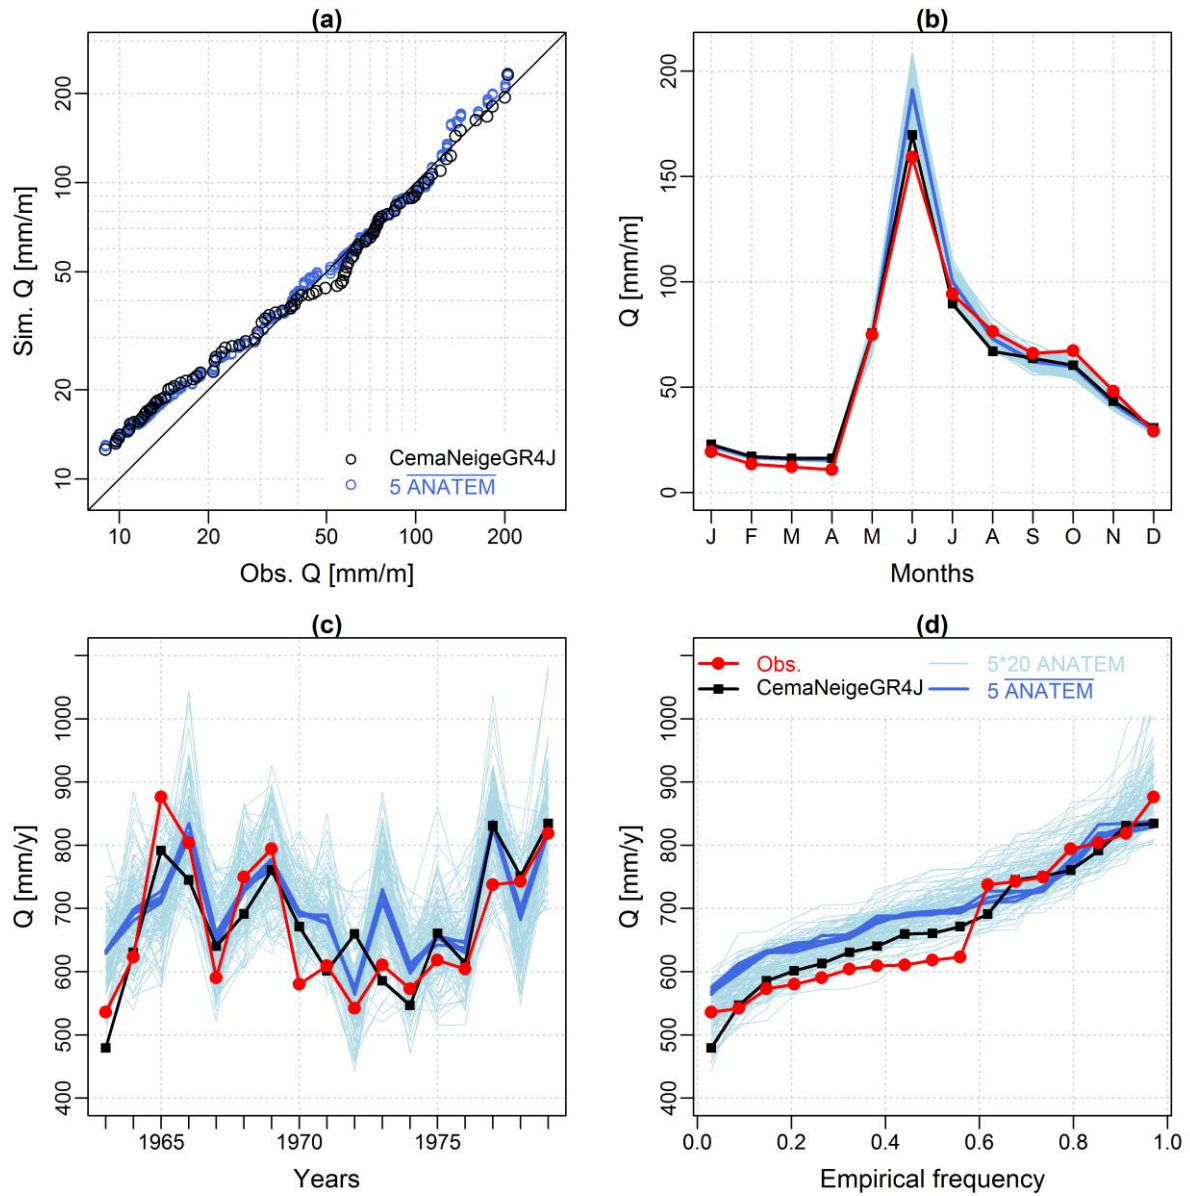 (a)
Sim. Q [mm/m]
200
100
50
20
10
CemaNeigeGR4J
5 ANATEM
10 20 50 100 200
Obs. Q [mm/m]
(b)
Q [mm/m]
200
150
100
50
0
J F M A M J J A S O N D
Months
(c)
Q [mm/y]
1000
900
800
700
600
500
400
1965 1970 1975
Years
(d)
Obs.
CemaNeigeGR4J
5*20 ANATEM
5 ANATEM
Q [mm/y]
1000
900
800
700
600
500
400
0.0 0.2 0.4 0.6 0.8 1.0
Empirical frequency